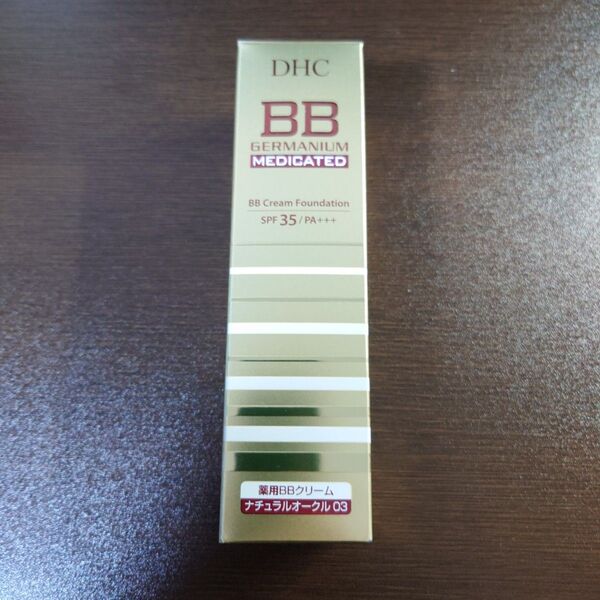 DHC
BB
GERMANIUM
MEDICATED
BB Cream Foundation
SPF 35 / PA+++
薬用BBクリーム
ナチュラルオークル 03